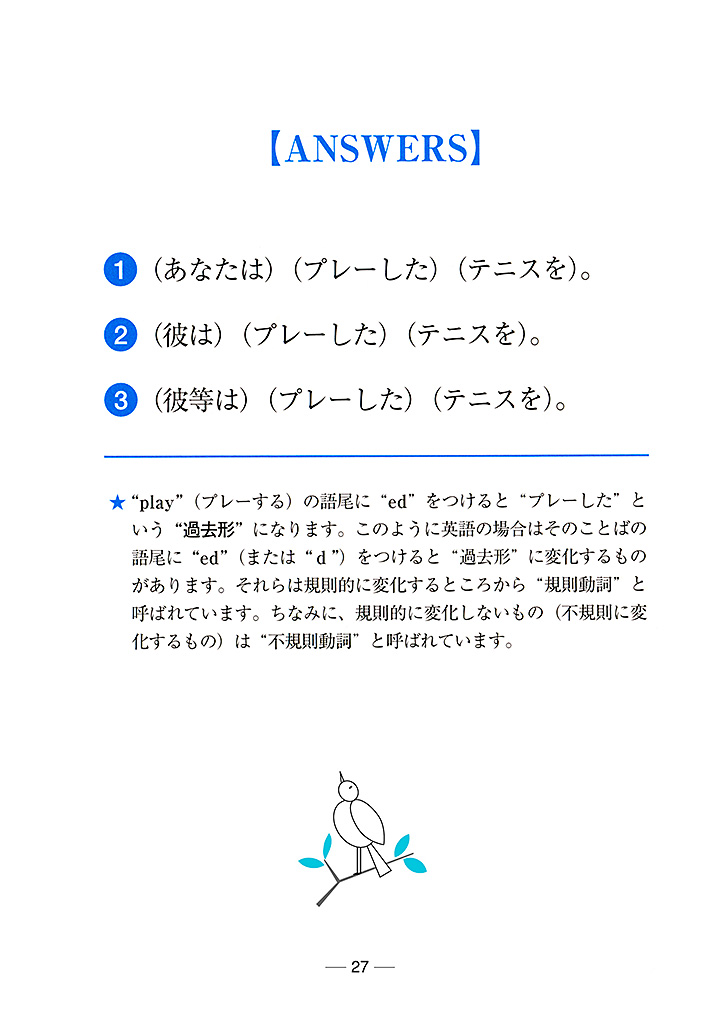 【ANSWERS】
1 （あなたは）（プレーした）（テニスを）。
2 （彼は）（プレーした）（テニスを）。
3 （彼等は）（プレーした）（テニスを）。
★ “play”（プレーする）の語尾に“ed”をつけると“プレーした”と
いう“過去形”になります。このように英語の場合はそのことばの
語尾に“ed”（または“d”）をつけると“過去形”に変化するもの
があります。それらは規則的に変化するところから“規則動詞”と
呼ばれています。ちなみに、規則的に変化しないもの（不規則に変
化するもの）は“不規則動詞”と呼ばれています。
— 27 —